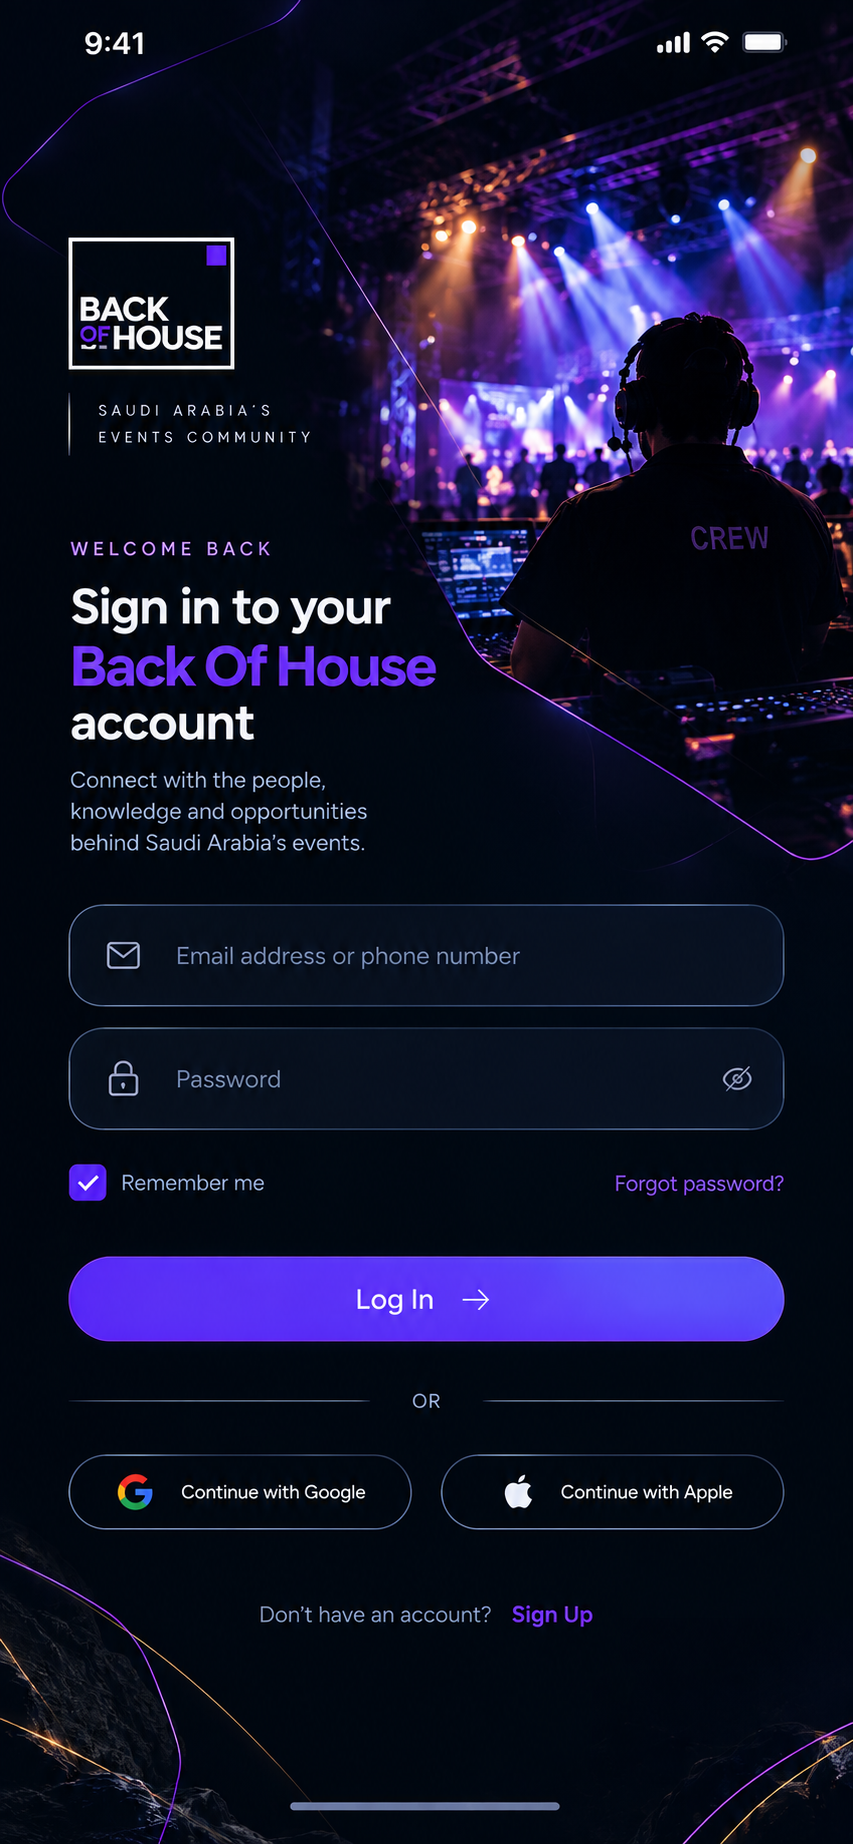 9:41
BACK
OF HOUSE
SAUDI ARABIA'S
EVENTS COMMUNITY
CREW
WELCOME BACK
Sign in to your
Back Of House
account
Connect with the people,
knowledge and opportunities
behind Saudi Arabia's events.
Email address or phone number
Password
Remember me
Forgot password?
Log In
OR
Continue with Google
Continue with Apple
Don't have an account? Sign Up